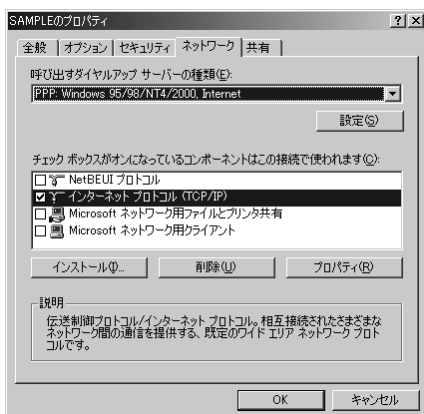 SAMPLEのプロパティ
全般 オプション セキュリティ ネットワーク 共有
呼び出すダイヤルアップ サーバーの種類(E):
PPP: Windows 95/98/NT4/2000, Internet
設定(S)
チェック ボックスがオンになっているコンポーネントはこの接続で使われます(C):
NetBEUI プロトコル
インターネット プロトコル (TCP/IP)
Microsoft ネットワーク用ファイルとプリンタ共有
Microsoft ネットワーク用クライアント
インストール(I)... 削除(U) プロパティ(R)
説明
伝送制御プロトコル/インターネット プロトコル。相互接続されたさまざまな
ネットワーク間の通信を提供する、既定のワイド エリア ネットワーク プロト
コルです。
OK キャンセル